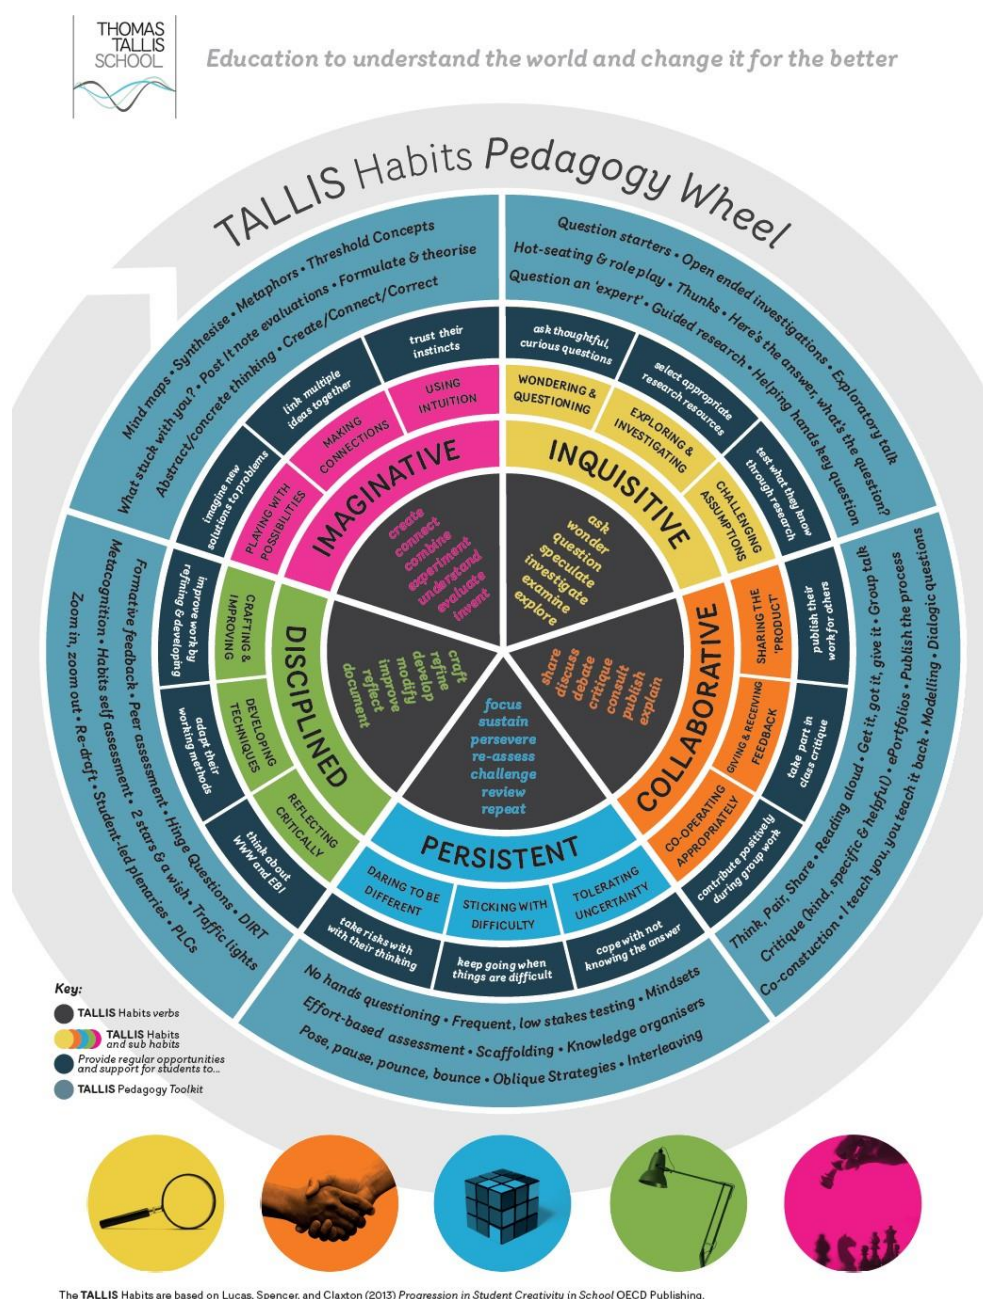 THOMAS
TALLIS
SCHOOL
Education to understand the world and change it for the better
TALLIS Habits Pedagogy Wheel
Mind maps • Synthesise • Metaphors • Threshold Concepts
What stuck with you? • Post It note evaluations • Formulate & theorise
Abstract/concrete thinking • Create/Connect/Correct
imagine new
solutions to problems
link multiple
ideas together
trust their
instincts
PLAYING WITH
POSSIBILITIES
MAKING
CONNECTIONS
USING
INTUITION
IMAGINATIVE
create
connect
combine
experiment
understand
evaluate
invent
Question starters • Open ended investigations • Exploratory talk
Hot-seating & role play • Thunks • Here's the answer, what's the question?
Question an 'expert' • Guided research • Helping hands key question
ask thoughtful,
curious questions
select appropriate
research resources
test what they know
through research
WONDERING &
QUESTIONING
EXPLORING &
INVESTIGATING
CHALLENGING
ASSUMPTIONS
INQUISITIVE
ask
wonder
question
speculate
investigate
examine
explore
Think, Pair, Share • Reading aloud • Get it, got it, give it • Group talk
Critique (kind, specific & helpful) • ePortfolios • Publish the process
Co-constuction • I teach you, you teach it back • Modelling • Dialogic questions
publish their
work for others
take part in
class critique
contribute positively
during group work
SHARING THE
'PRODUCT'
GIVING & RECEIVING
FEEDBACK
CO-OPERATING
APPROPRIATELY
COLLABORATIVE
share
discuss
debate
critique
consult
publish
explain
focus
sustain
persevere
re-assess
challenge
review
repeat
PERSISTENT
DARING TO BE
DIFFERENT
STICKING WITH
DIFFICULTY
TOLERATING
UNCERTAINTY
take risks with
with their thinking
keep going when
things are difficult
cope with not
knowing the answer
No hands questioning • Frequent, low stakes testing • Mindsets
Effort-based assessment • Scaffolding • Knowledge organisers
Pose, pause, pounce, bounce • Oblique Strategies • Interleaving
craft
refine
develop
modify
improve
reflect
document
DISCIPLINED
CRAFTING &
IMPROVING
DEVELOPING
TECHNIQUES
REFLECTING
CRITICALLY
improve work by
refining & developing
adapt their
working methods
think about
WWW and EBI
Formative feedback • Peer assessment • Hinge Questions • DIRT
Metacognition • Habits self assessment • 2 stars & a wish • Traffic lights
Zoom in, zoom out • Re-draft • Student-led plenaries • PLCs
Key:
TALLIS Habits verbs
TALLIS Habits
and sub habits
Provide regular opportunities
and support for students to...
TALLIS Pedagogy Toolkit
The TALLIS Habits are based on Lucas, Spencer, and Claxton (2013) Progression in Student Creativity in School OECD Publishing.